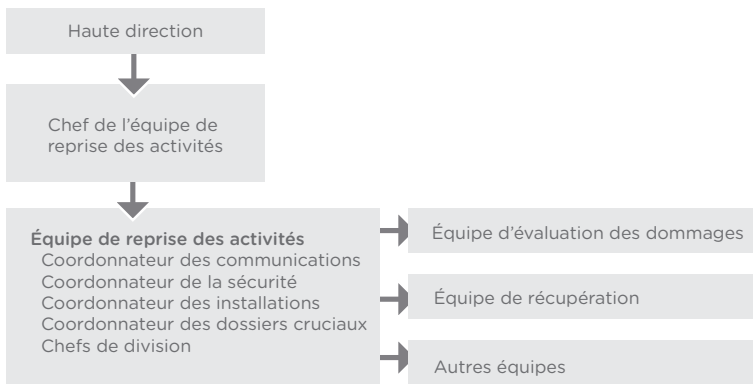 Haute direction
Chef de l'équipe de
reprise des activités
Équipe de reprise des activités
Coordonnateur des communications
Coordonnateur de la sécurité
Coordonnateur des installations
Coordonnateur des dossiers cruciaux
Chefs de division
Équipe d'évaluation des dommages
Équipe de récupération
Autres équipes